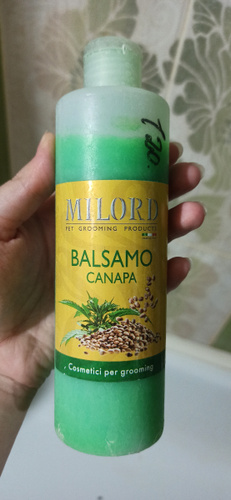 MILORD
PET GROOMING PRODUCTS
BALSAMO
CANAPA
Cosmetici per grooming